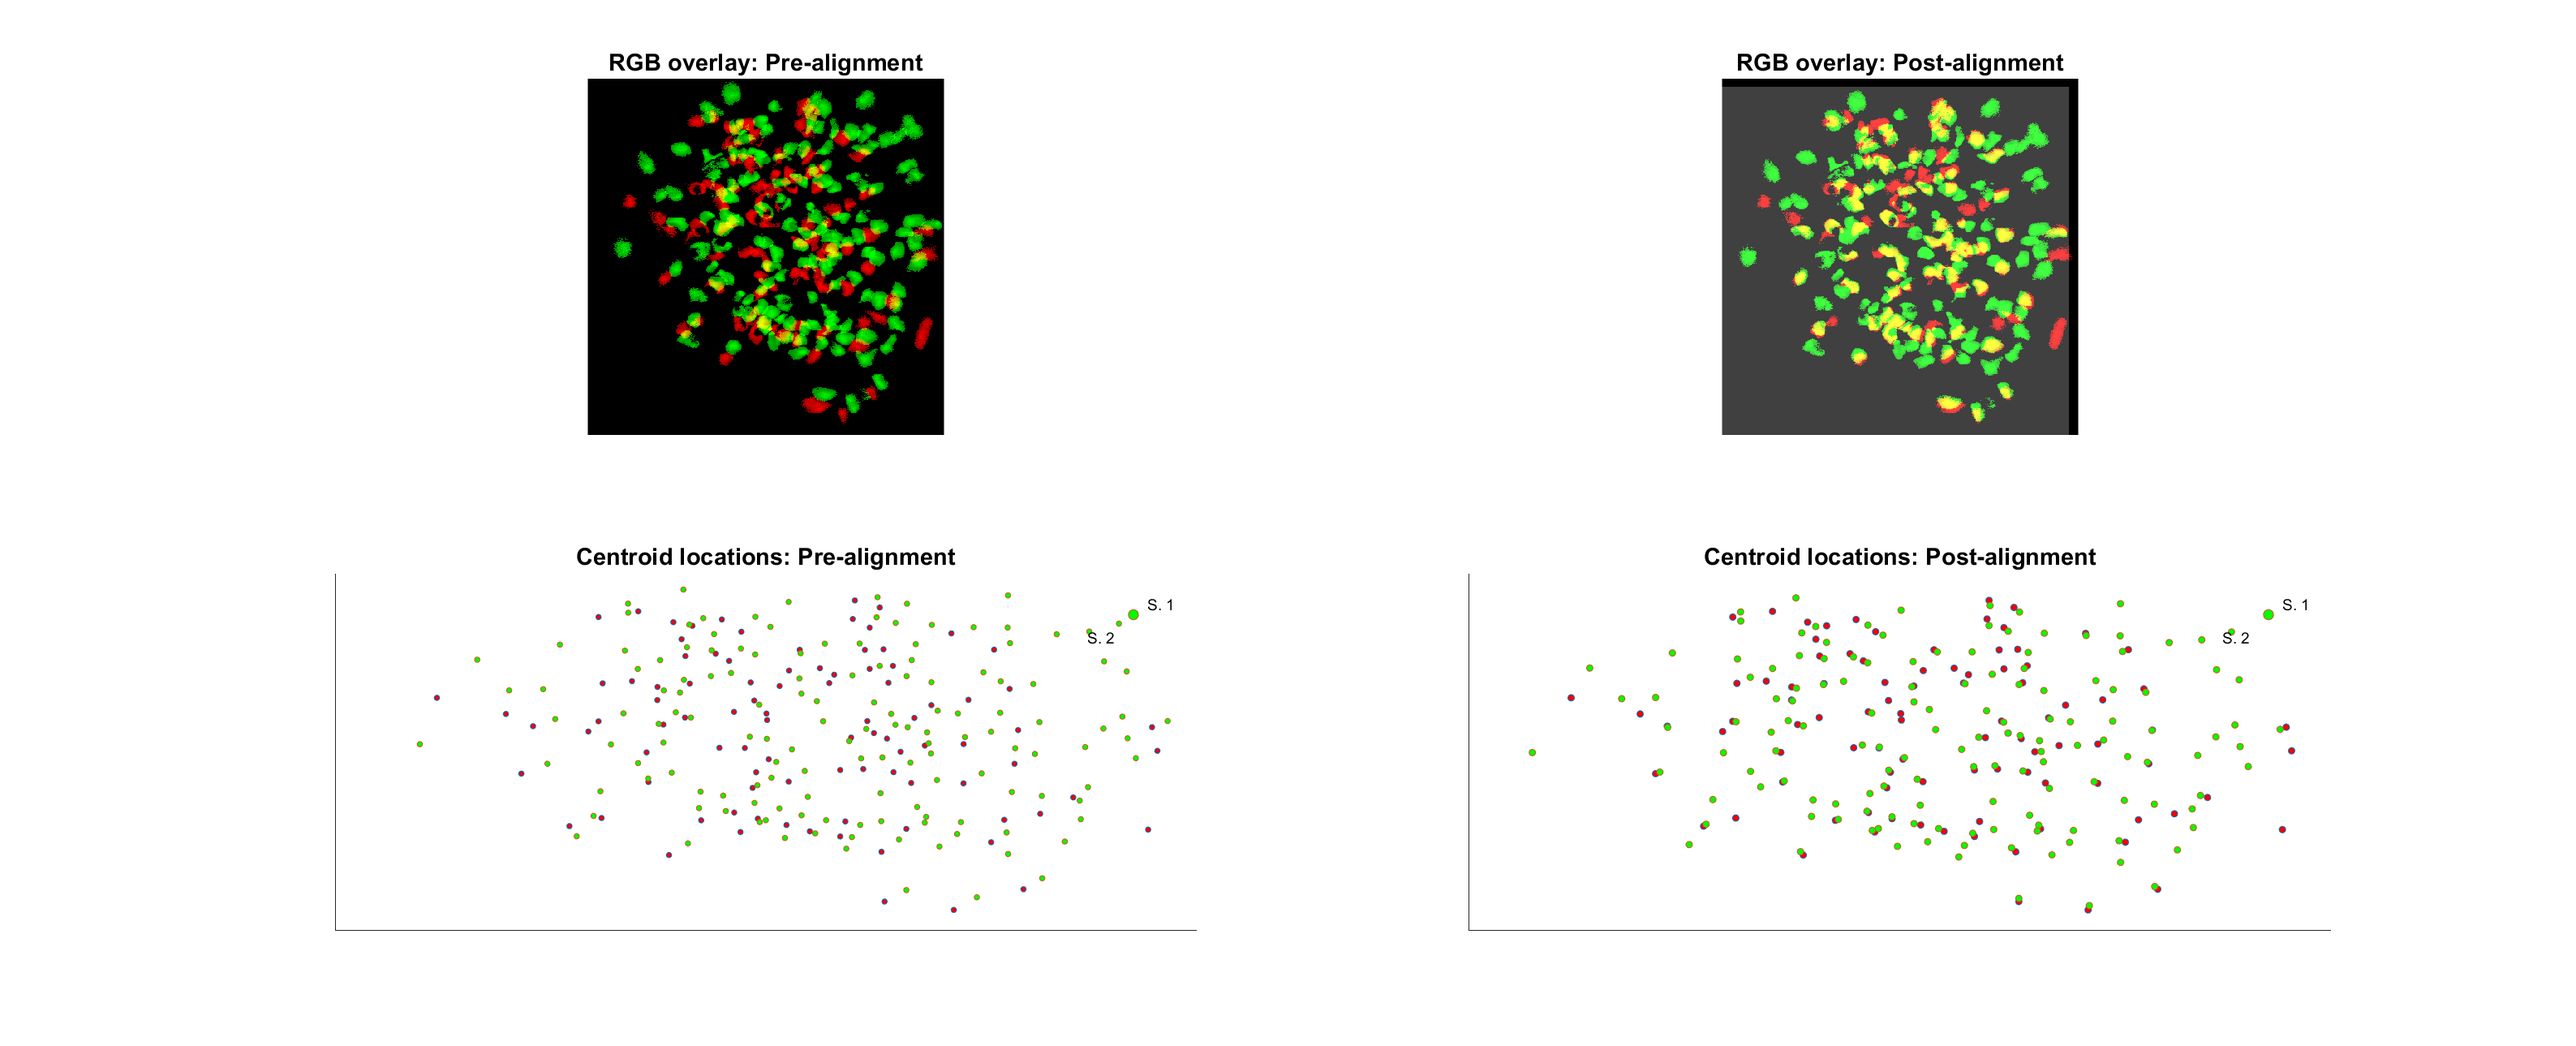 RGB overlay: Pre-alignment
RGB overlay: Post-alignment
Centroid locations: Pre-alignment
S. 1
S. 2
Centroid locations: Post-alignment
S. 1
S. 2